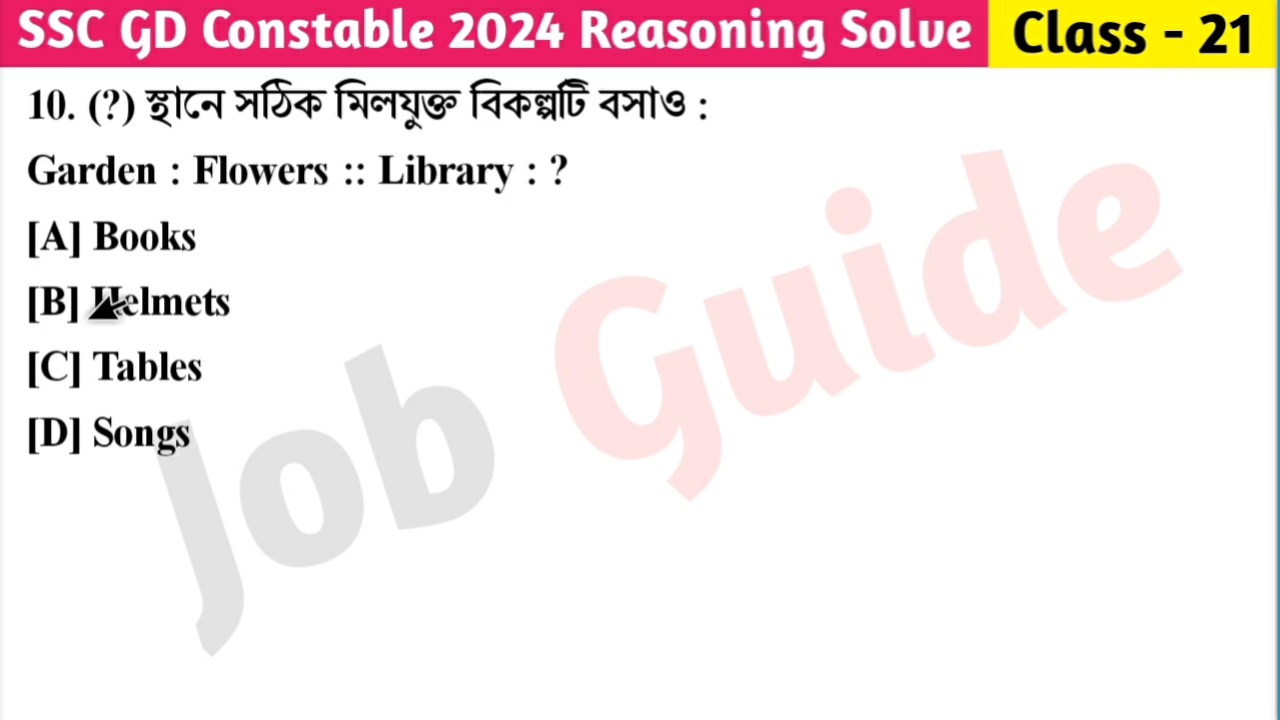 SSC GD Constable 2024 Reasoning Solve
Class - 21
10. (?) স্থানে সঠিক মিলযুক্ত বিকল্পটি বসাও :
Garden : Flowers :: Library : ?
[A] Books
[B] Helmets
[C] Tables
[D] Songs
Job Guide